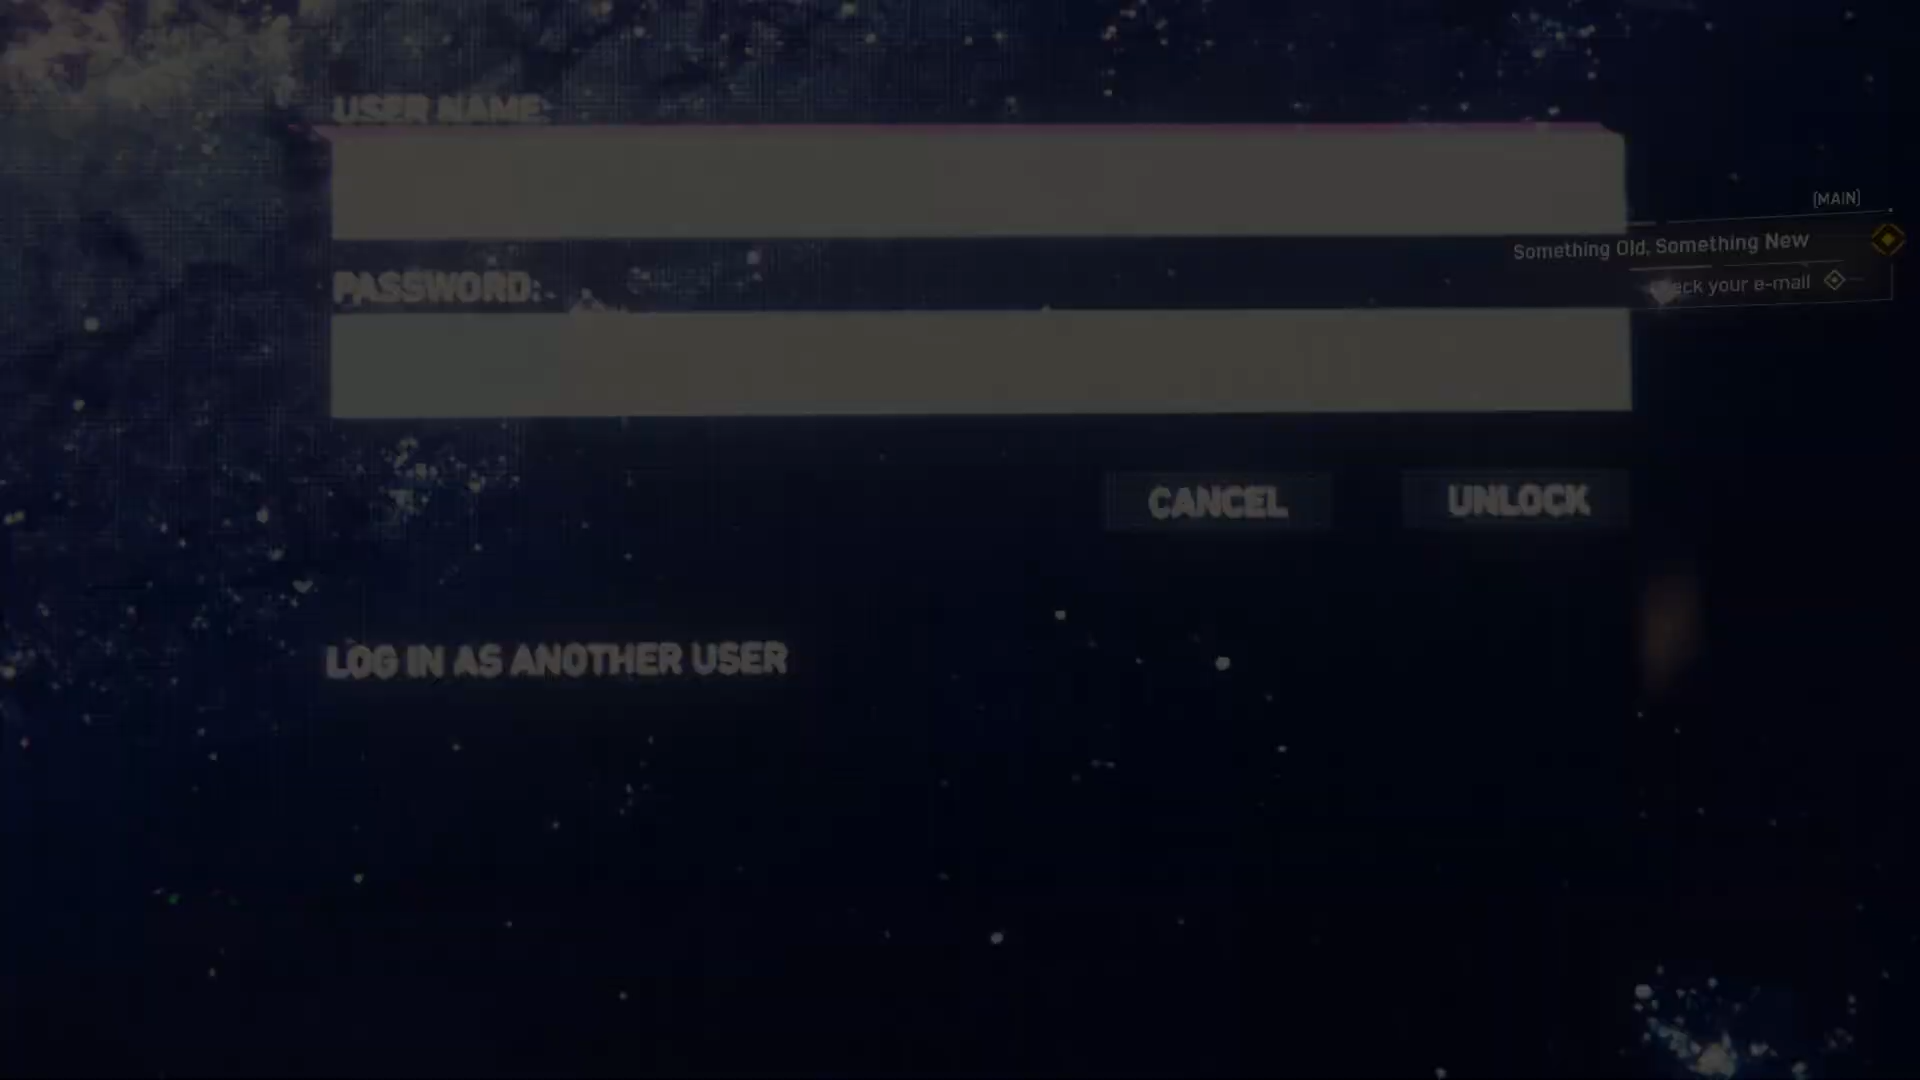 USER NAME:
[MAIN]
Something Old, Something New
your e-mail
PASSWORD:
CANCEL
UNLOCK
LOG IN AS ANOTHER USER